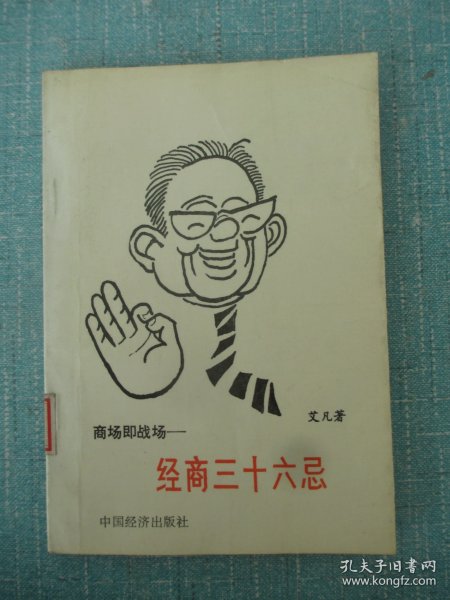 艾凡著
商场即战场—
经商三十六忌
中国经济出版社
孔夫子旧书网
www.kongfz.com